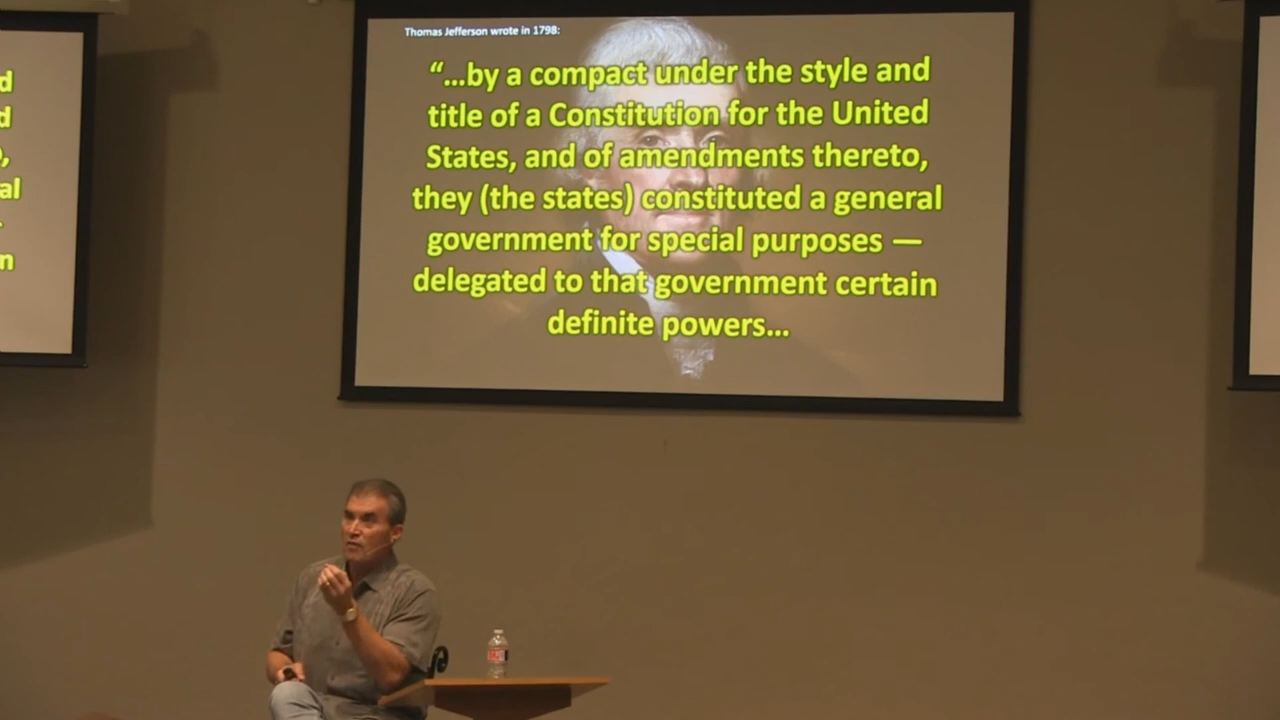 d
d
al
n
Thomas Jefferson wrote in 1798:
“...by a compact under the style and
title of a Constitution for the United
States, and of amendments thereto,
they (the states) constituted a general
government for special purposes —
delegated to that government certain
definite powers...